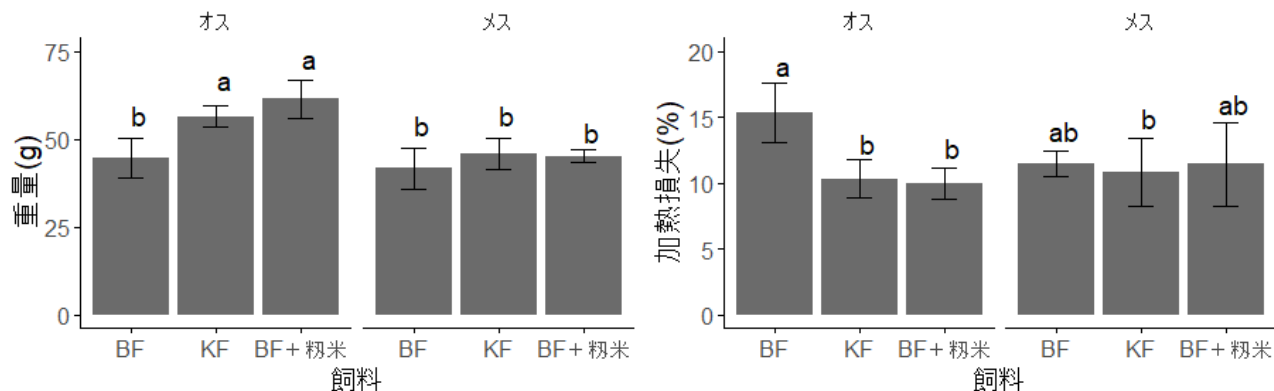 オス メス
重量(g)
75
50
25
0
b a a b b b
BF KF BF+籾米 BF KF BF+籾米
飼料
オス メス
加熱損失(%)
20
15
10
5
0
a b b ab b ab
BF KF BF+籾米 BF KF BF+籾米
飼料